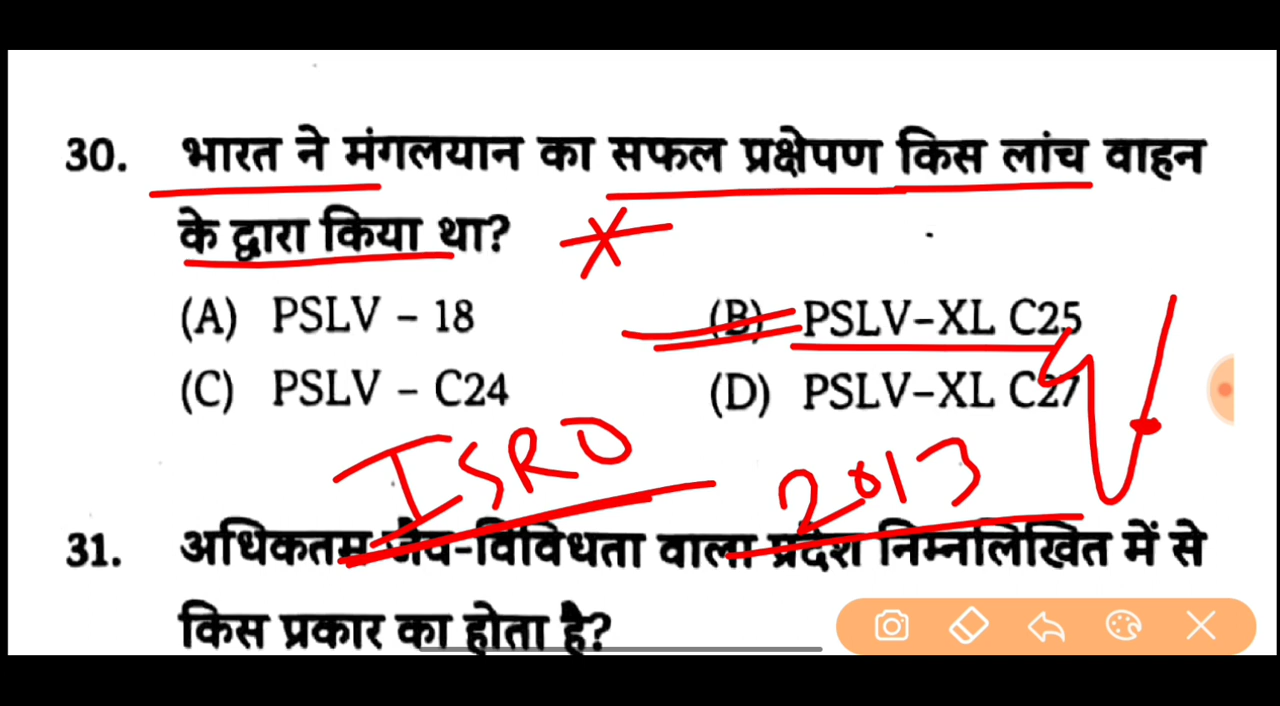 30. भारत ने मंगलयान का सफल प्रक्षेपण किस लांच वाहन
के द्वारा किया था?
(A) PSLV – 18 (B) PSLV–XL C25
(C) PSLV – C24 (D) PSLV–XL C27
ISRO 2013
31. अधिकतम जैव-विविधता वाला प्रदेश निम्नलिखित में से
किस प्रकार का होता है?